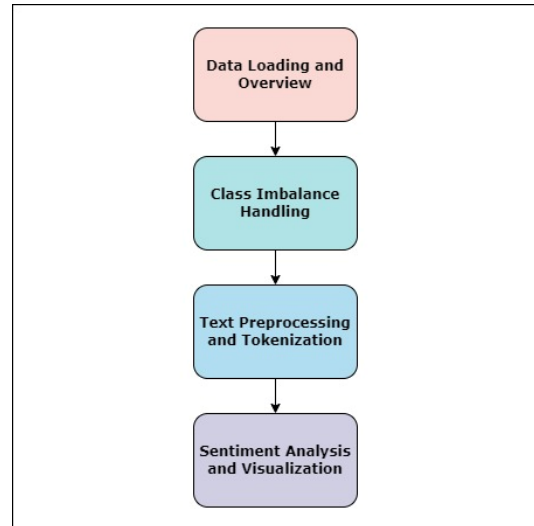 Data Loading and
Overview
Class Imbalance
Handling
Text Preprocessing
and Tokenization
Sentiment Analysis
and Visualization